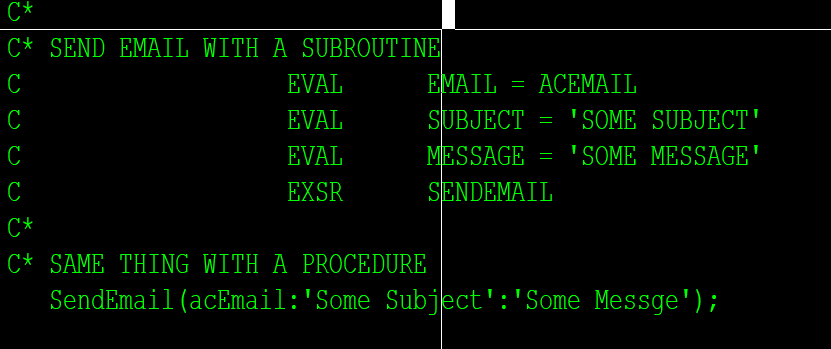 C*
C* SEND EMAIL WITH A SUBROUTINE
C                   EVAL      EMAIL = ACEMAIL
C                   EVAL      SUBJECT = 'SOME SUBJECT'
C                   EVAL      MESSAGE = 'SOME MESSAGE'
C                   EXSR      SENDEMAIL
C*
C* SAME THING WITH A PROCEDURE
   SendEmail(acEmail:'Some Subject':'Some Messge');